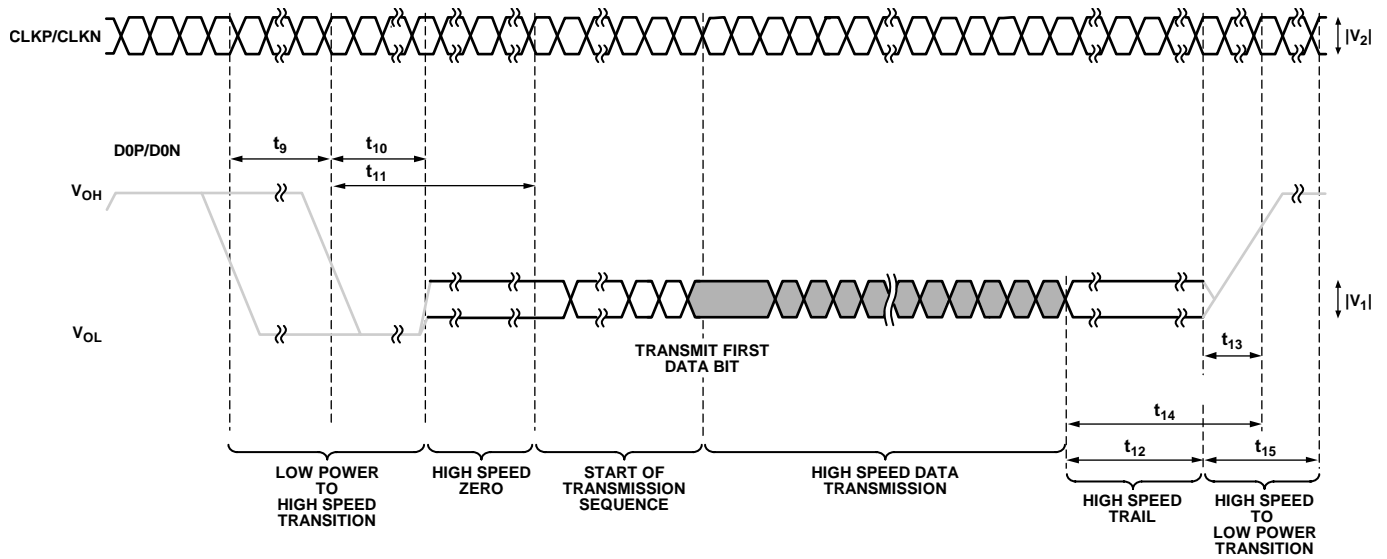 CLKP/CLKN
|V2|
D0P/D0N
t9
t10
t11
VOH
VOL
|V1|
TRANSMIT FIRST
DATA BIT
t13
t14
t12
t15
LOW POWER
TO
HIGH SPEED
TRANSITION
HIGH SPEED
ZERO
START OF
TRANSMISSION
SEQUENCE
HIGH SPEED DATA
TRANSMISSION
HIGH SPEED
TRAIL
HIGH SPEED
TO
LOW POWER
TRANSITION